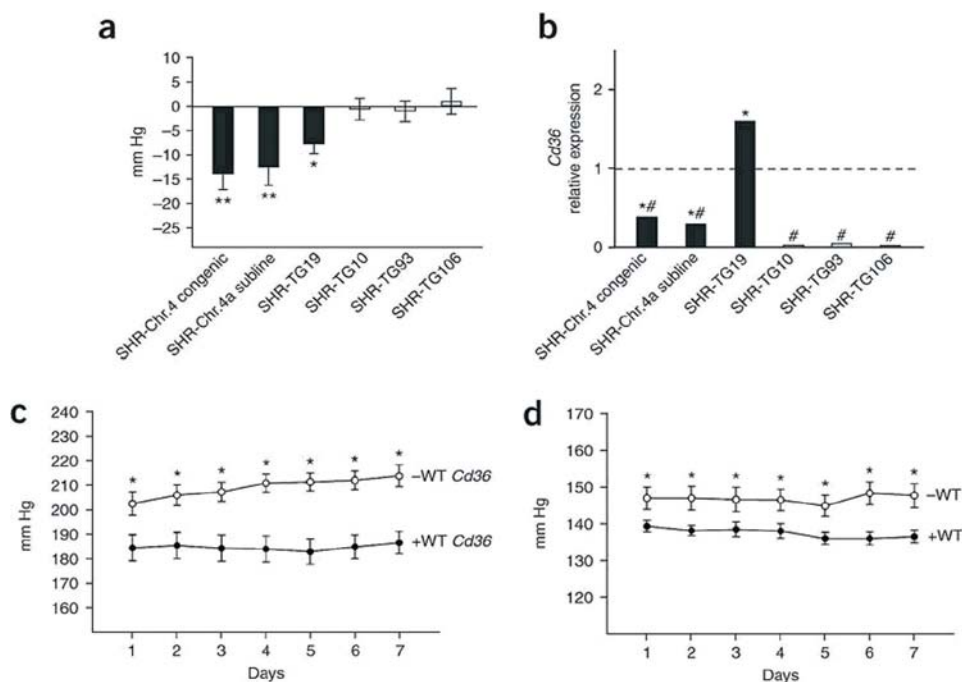 a
10
5
0
−5
−10
−15
−20
−25
mm Hg
** ** *
SHR-Chr.4 congenic
SHR-Chr.4a subline
SHR-TG19
SHR-TG10
SHR-TG93
SHR-TG106
b
2
1
0
Cd36
relative expression
*# *# * # # #
SHR-Chr.4 congenic
SHR-Chr.4a subline
SHR-TG19
SHR-TG10
SHR-TG93
SHR-TG106
c
240
230
220
210
200
190
180
170
160
mm Hg
* * * * * * *
−WT Cd36
+WT Cd36
1 2 3 4 5 6 7
Days
d
170
160
150
140
130
120
mm Hg
* * * * * * *
−WT
+WT
1 2 3 4 5 6 7
Days